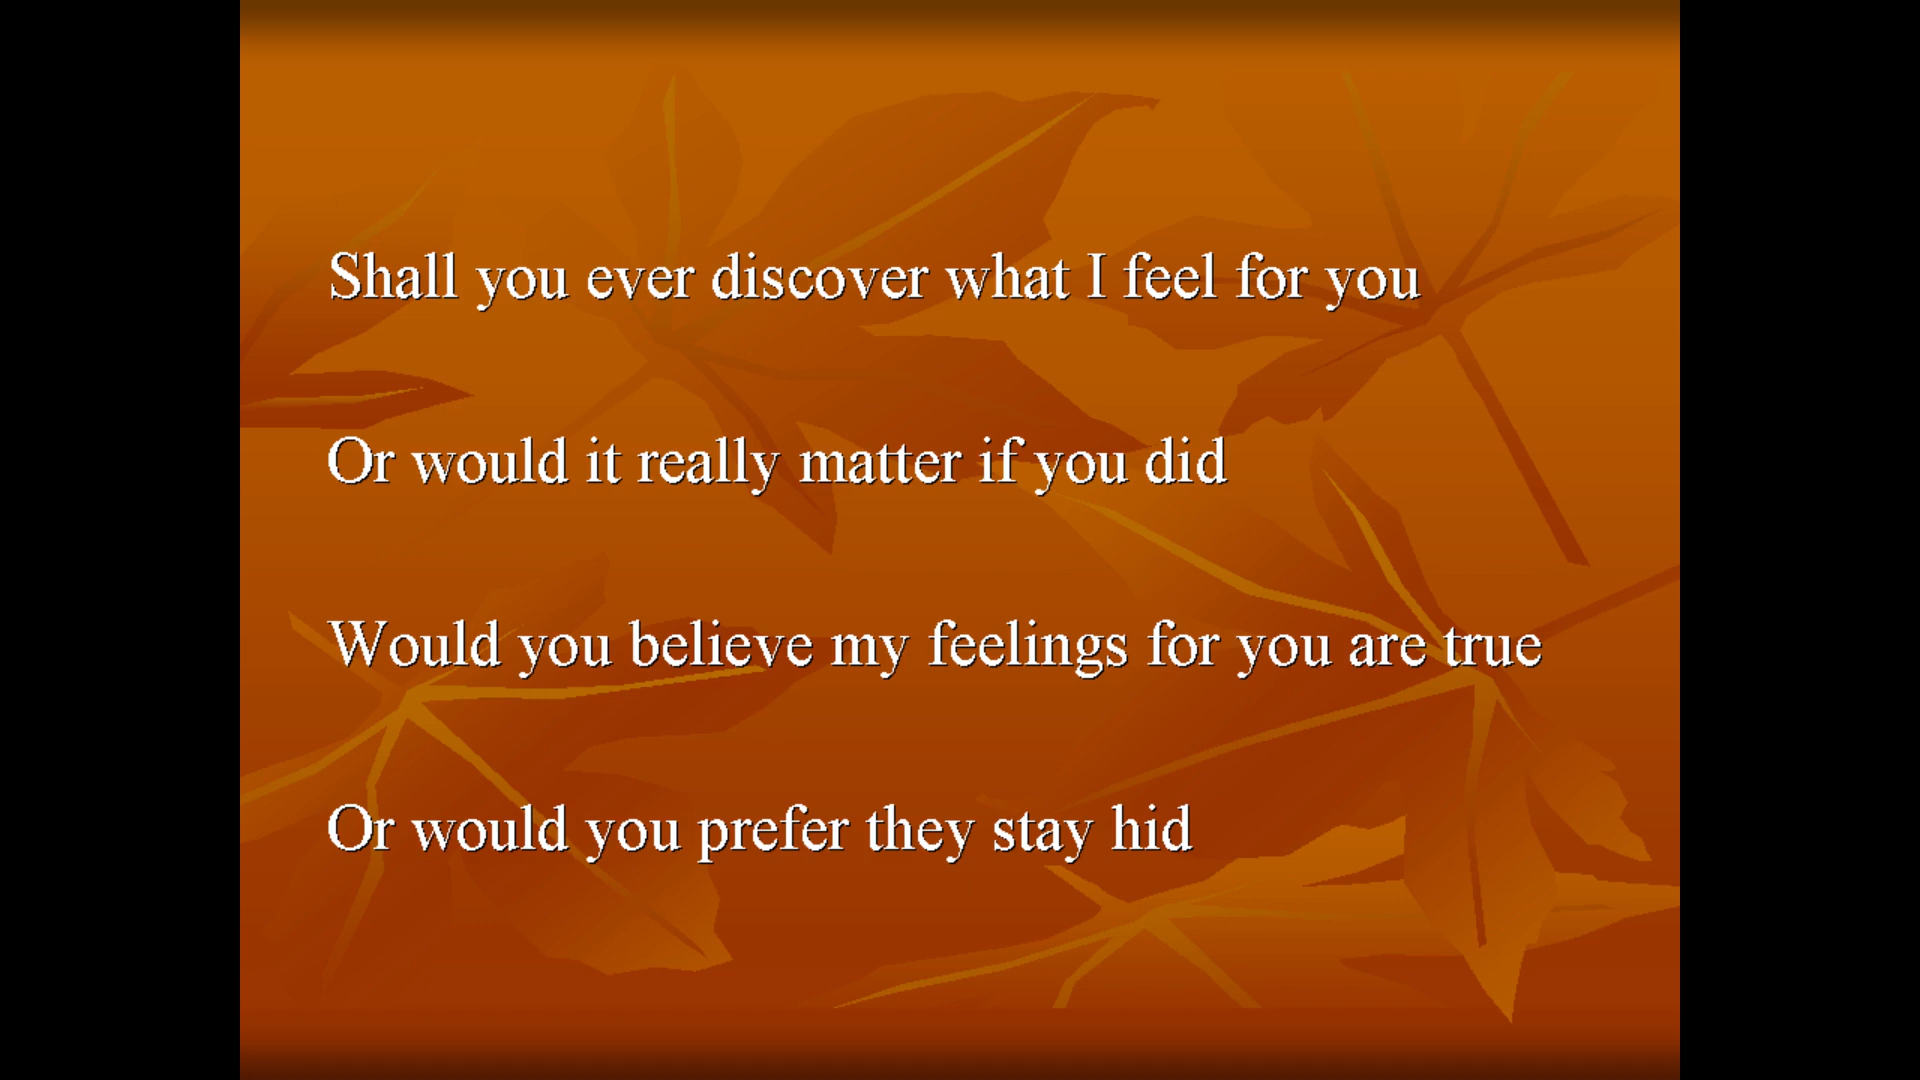 Shall you ever discover what I feel for you
Or would it really matter if you did
Would you believe my feelings for you are true
Or would you prefer they stay hid